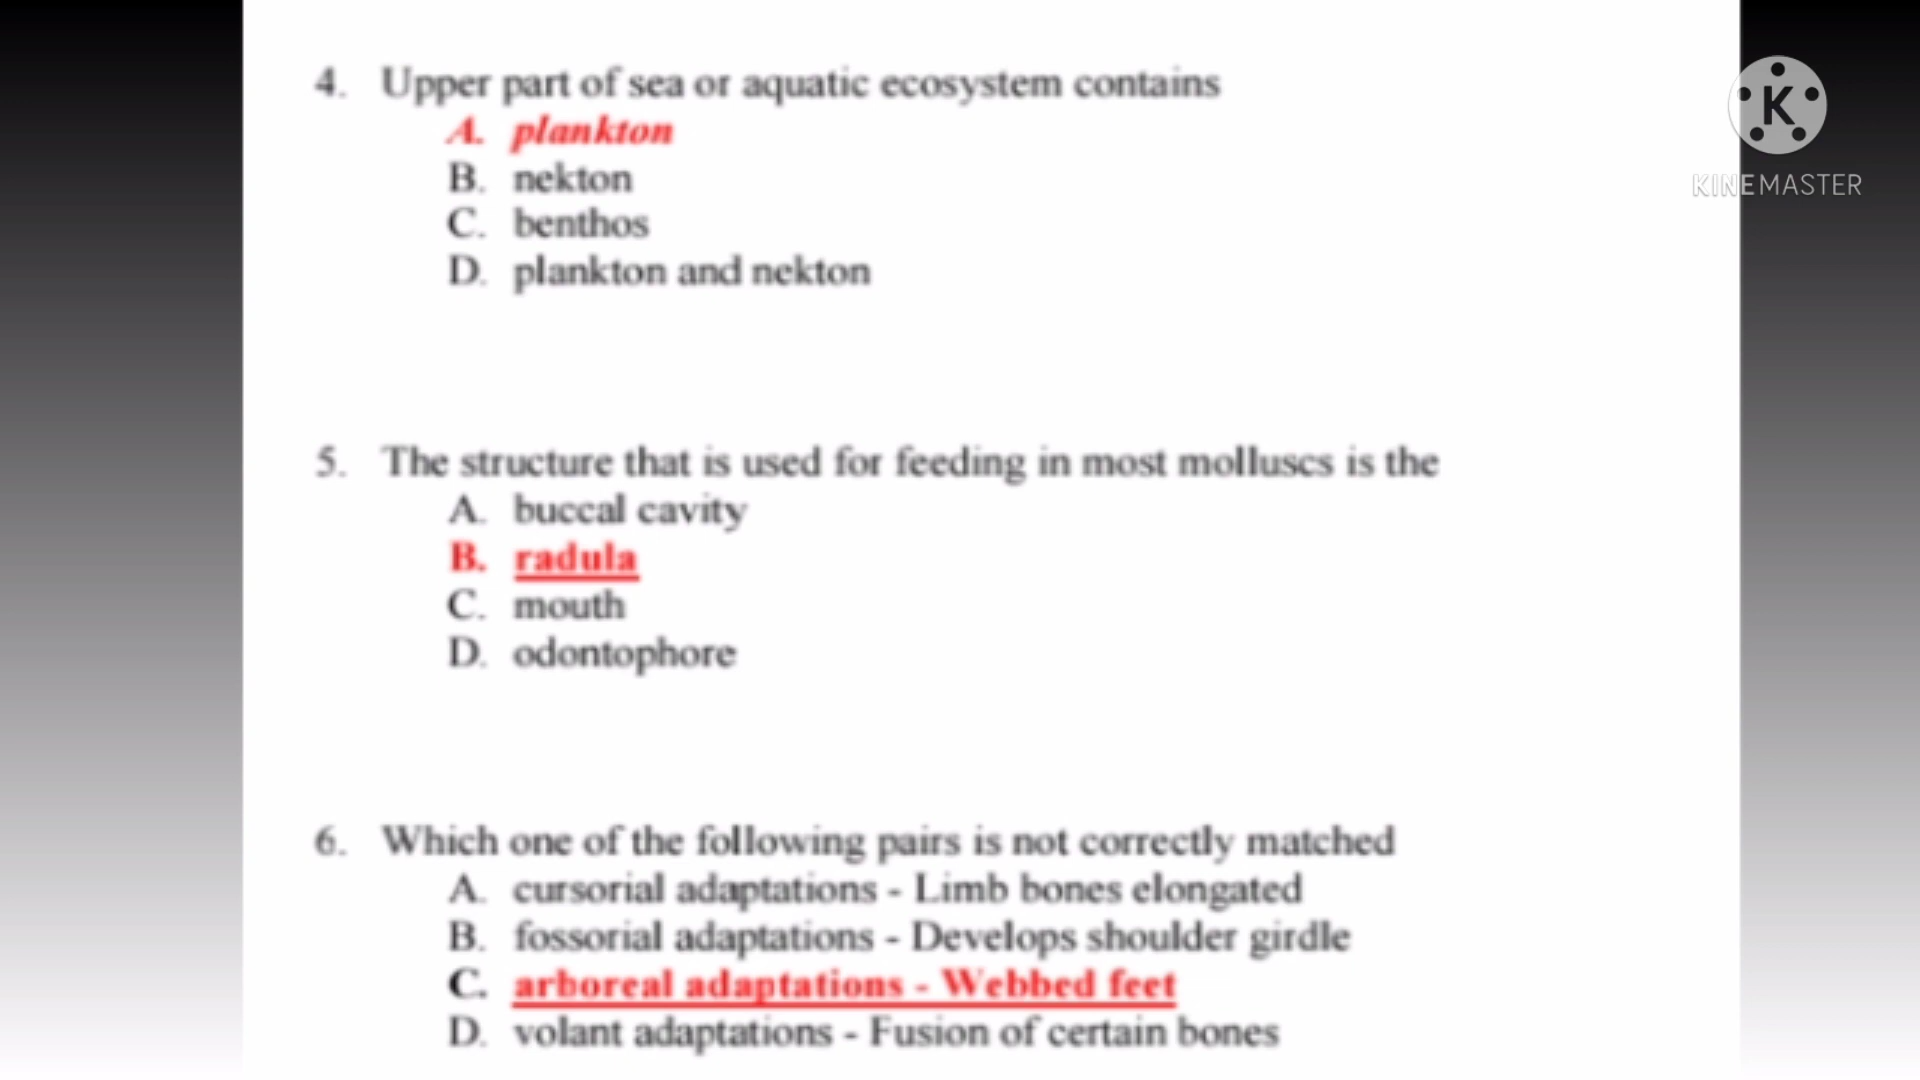 4. Upper part of sea or aquatic ecosystem contains
A. plankton
B. nekton
C. benthos
D. plankton and nekton
5. The structure that is used for feeding in most molluscs is the
A. buccal cavity
B. radula
C. mouth
D. odontophore
6. Which one of the following pairs is not correctly matched
A. cursorial adaptations - Limb bones elongated
B. fossorial adaptations - Develops shoulder girdle
C. arboreal adaptations - Webbed feet
D. volant adaptations - Fusion of certain bones
K
KINEMASTER